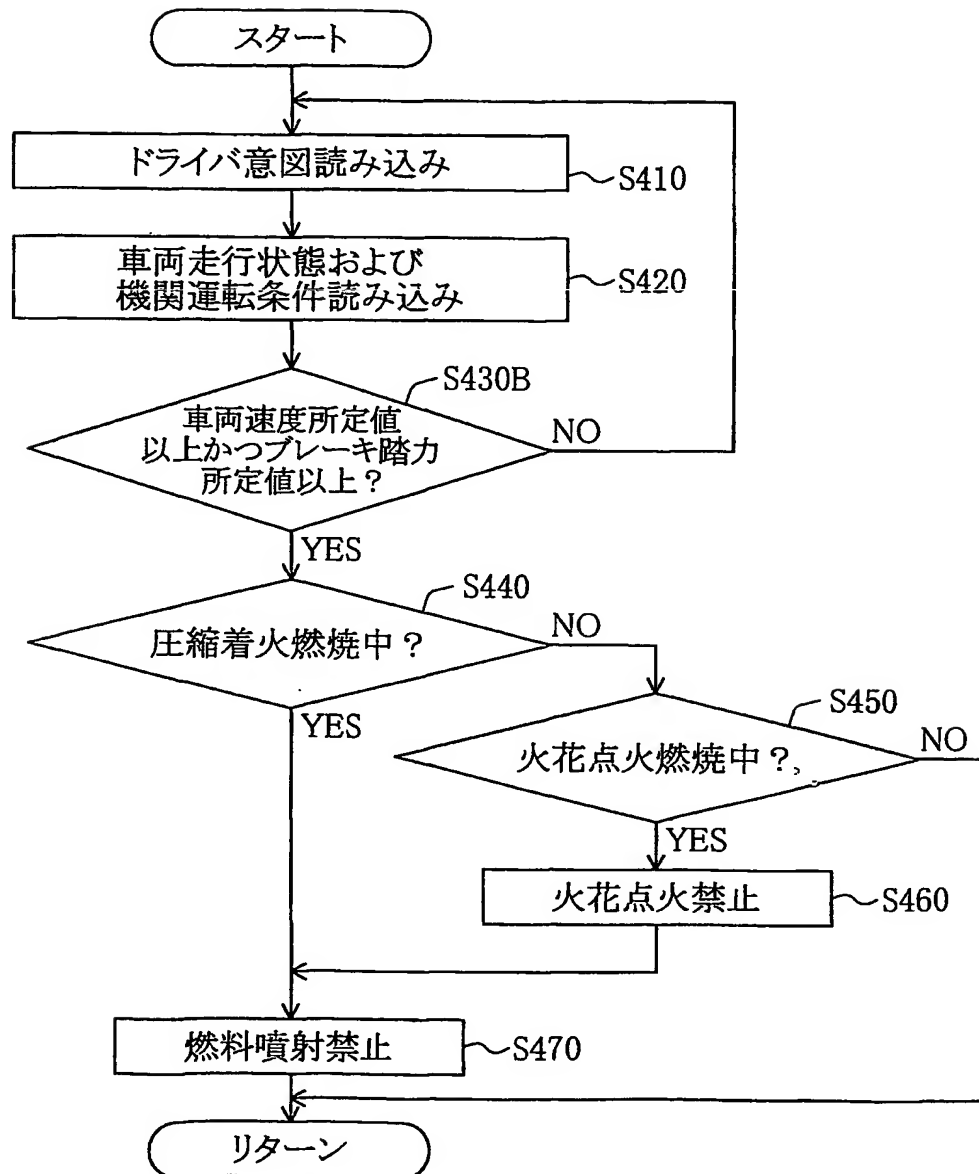 スタート
ドライバ意図読み込み
S410
車両走行状態および
機関運転条件読み込み
S420
S430B
車両速度所定値
以上かつブレーキ踏力
所定値以上?
NO
YES
S440
圧縮着火燃焼中?
NO
YES
S450
火花点火燃焼中?
NO
YES
火花点火禁止
S460
燃料噴射禁止
S470
リターン